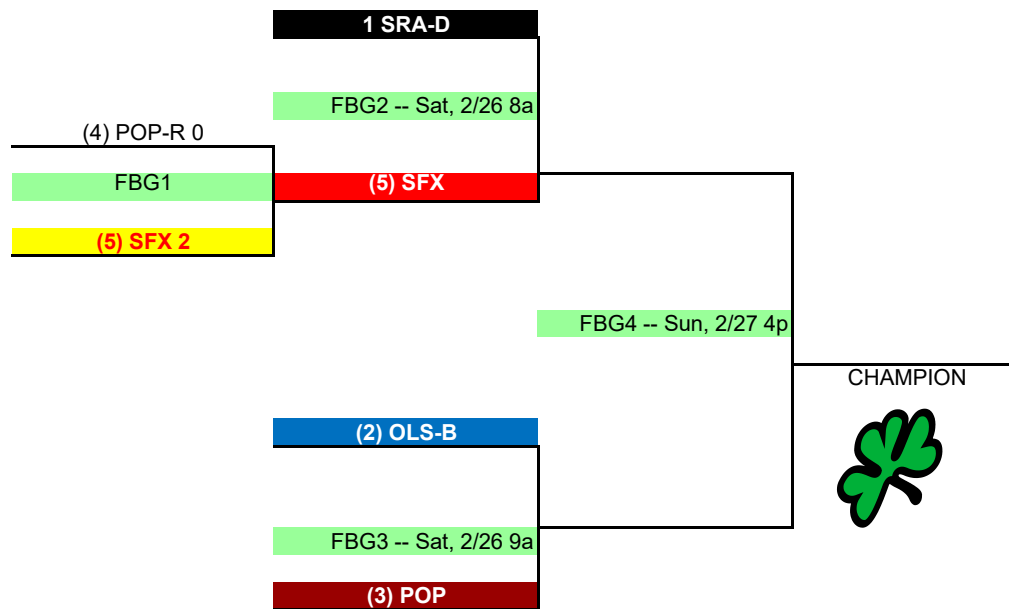 1 SRA-D
FBG2 -- Sat, 2/26 8a
(4) POP-R 0
FBG1
(5) SFX
(5) SFX 2
FBG4 -- Sun, 2/27 4p
CHAMPION
(2) OLS-B
FBG3 -- Sat, 2/26 9a
(3) POP